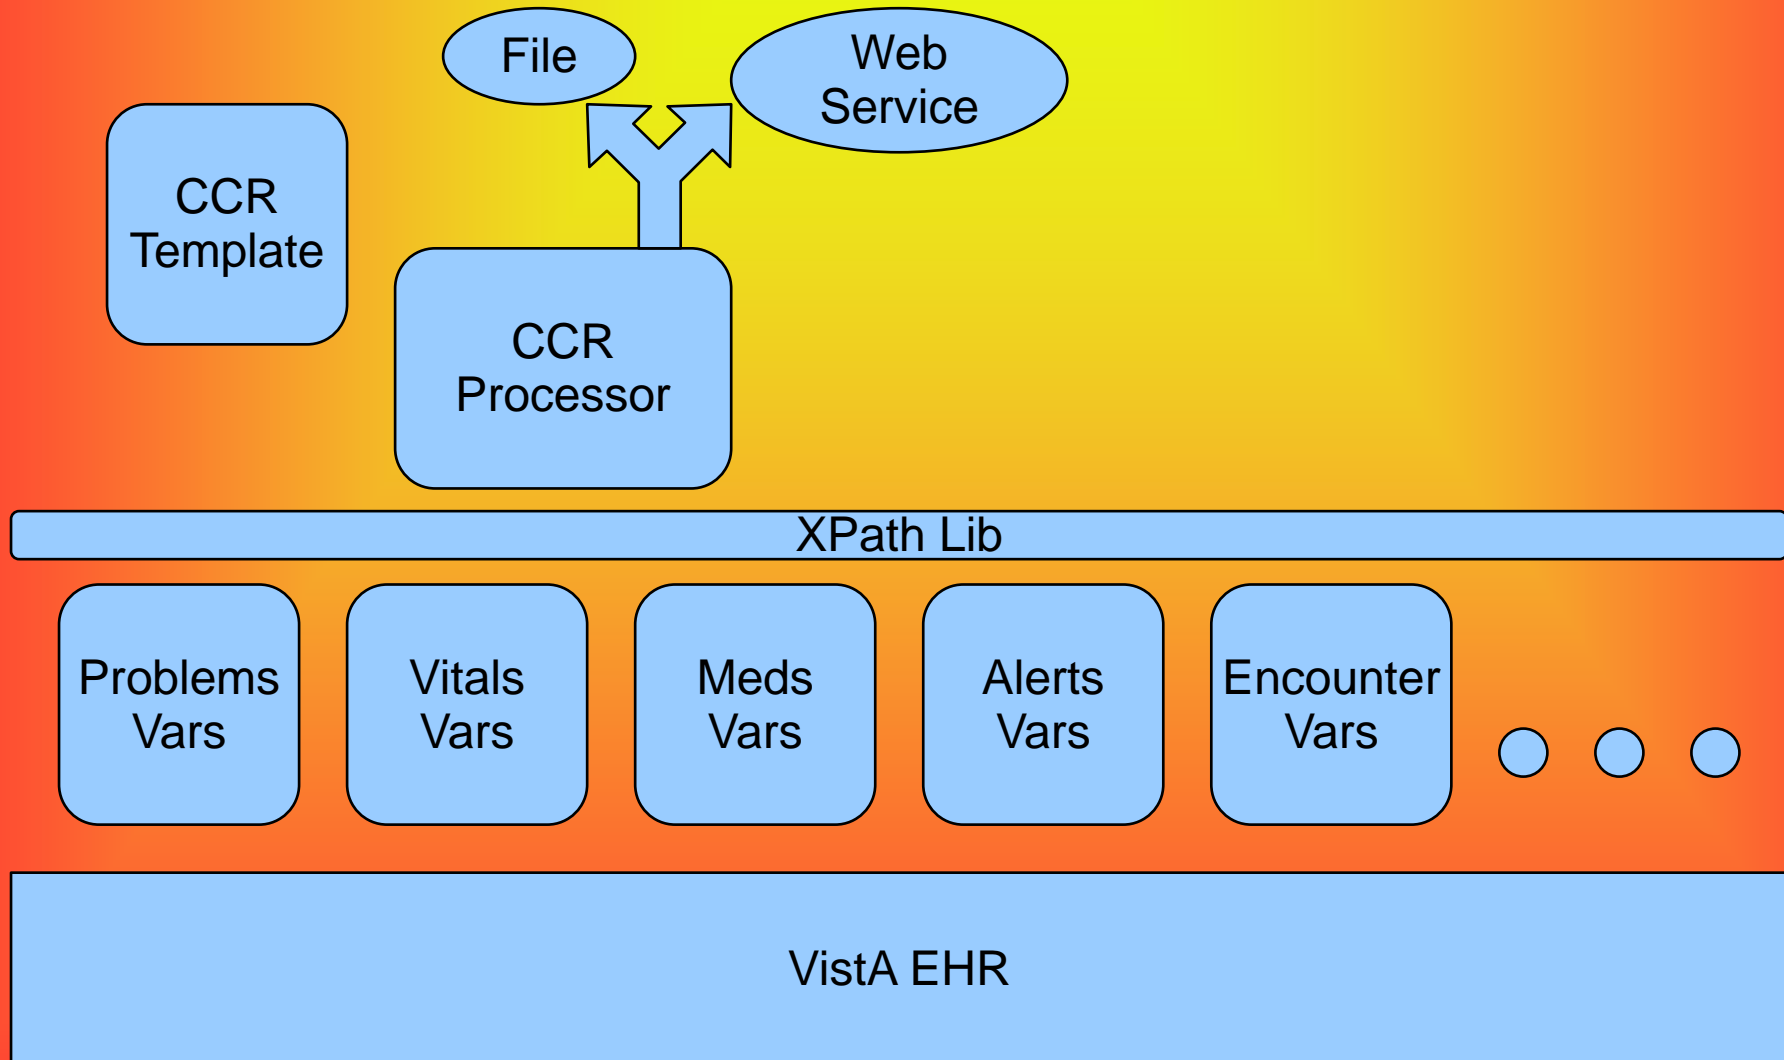 File
Web
Service
CCR
Template
CCR
Processor
XPath Lib
Problems
Vars
Vitals
Vars
Meds
Vars
Alerts
Vars
Encounter
Vars
VistA EHR